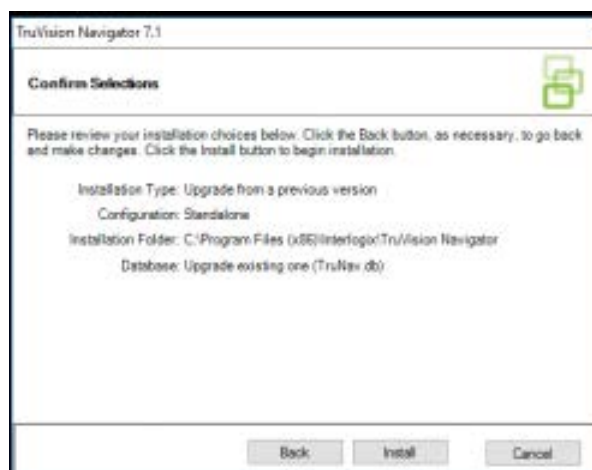 TruVision Navigator 7.1
Confirm Selections
Please review your installation choices below. Click the Back button, as necessary, to go back
and make changes. Click the Install button to begin installation.
Installation Type: Upgrade from a previous version
Configuration: Standalone
Installation Folder: C:\Program Files (x86)\Interlogix\TruVision Navigator
Database: Upgrade existing one (TruNav.db)
Back Install Cancel